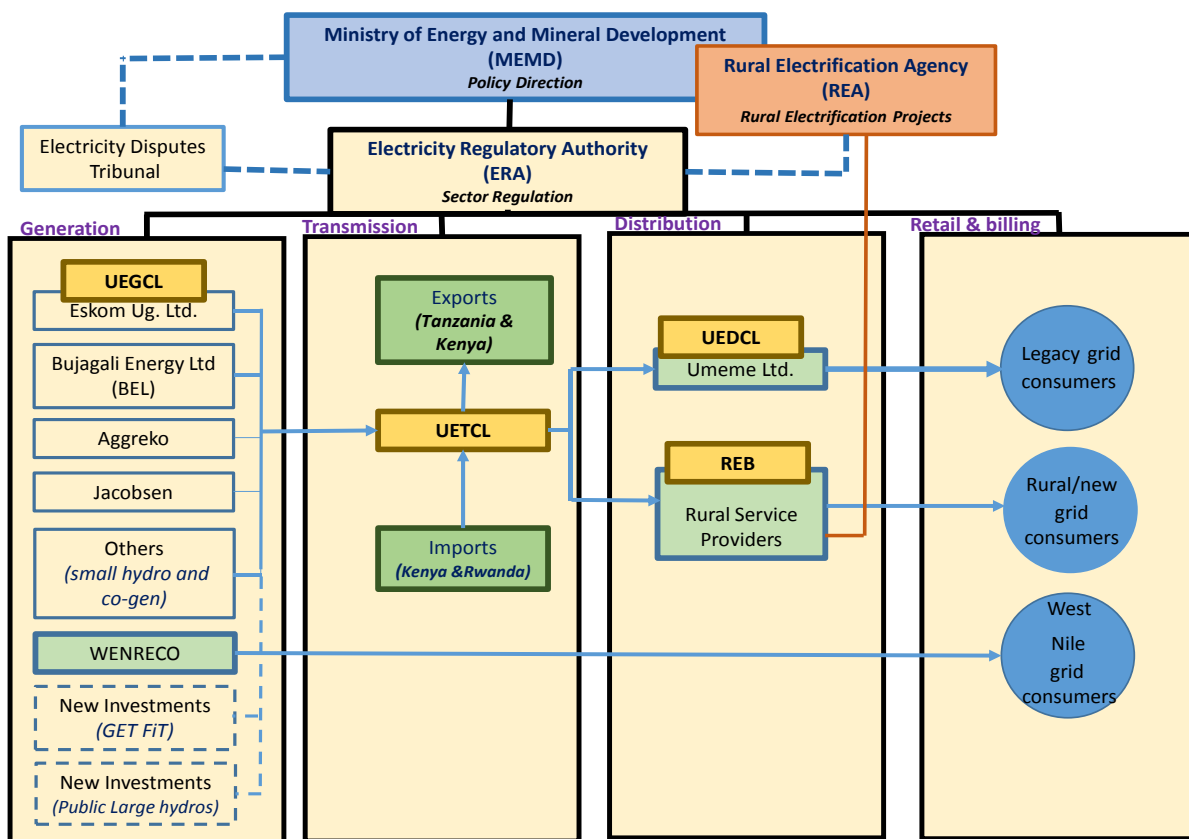 Ministry of Energy and Mineral Development
(MEMD)
Policy Direction
Rural Electrification Agency
(REA)
Rural Electrification Projects
Electricity Disputes
Tribunal
Electricity Regulatory Authority
(ERA)
Sector Regulation
Generation
Transmission
Distribution
Retail & billing
UEGCL
Eskom Ug. Ltd.
Bujagali Energy Ltd
(BEL)
Aggreko
Jacobsen
Others
(small hydro and
co-gen)
WENRECO
New Investments
(GET FiT)
New Investments
(Public Large hydros)
Exports
(Tanzania &
Kenya)
UETCL
Imports
(Kenya &Rwanda)
UEDCL
Umeme Ltd.
REB
Rural Service
Providers
Legacy grid
consumers
Rural/new
grid
consumers
West
Nile
grid
consumers